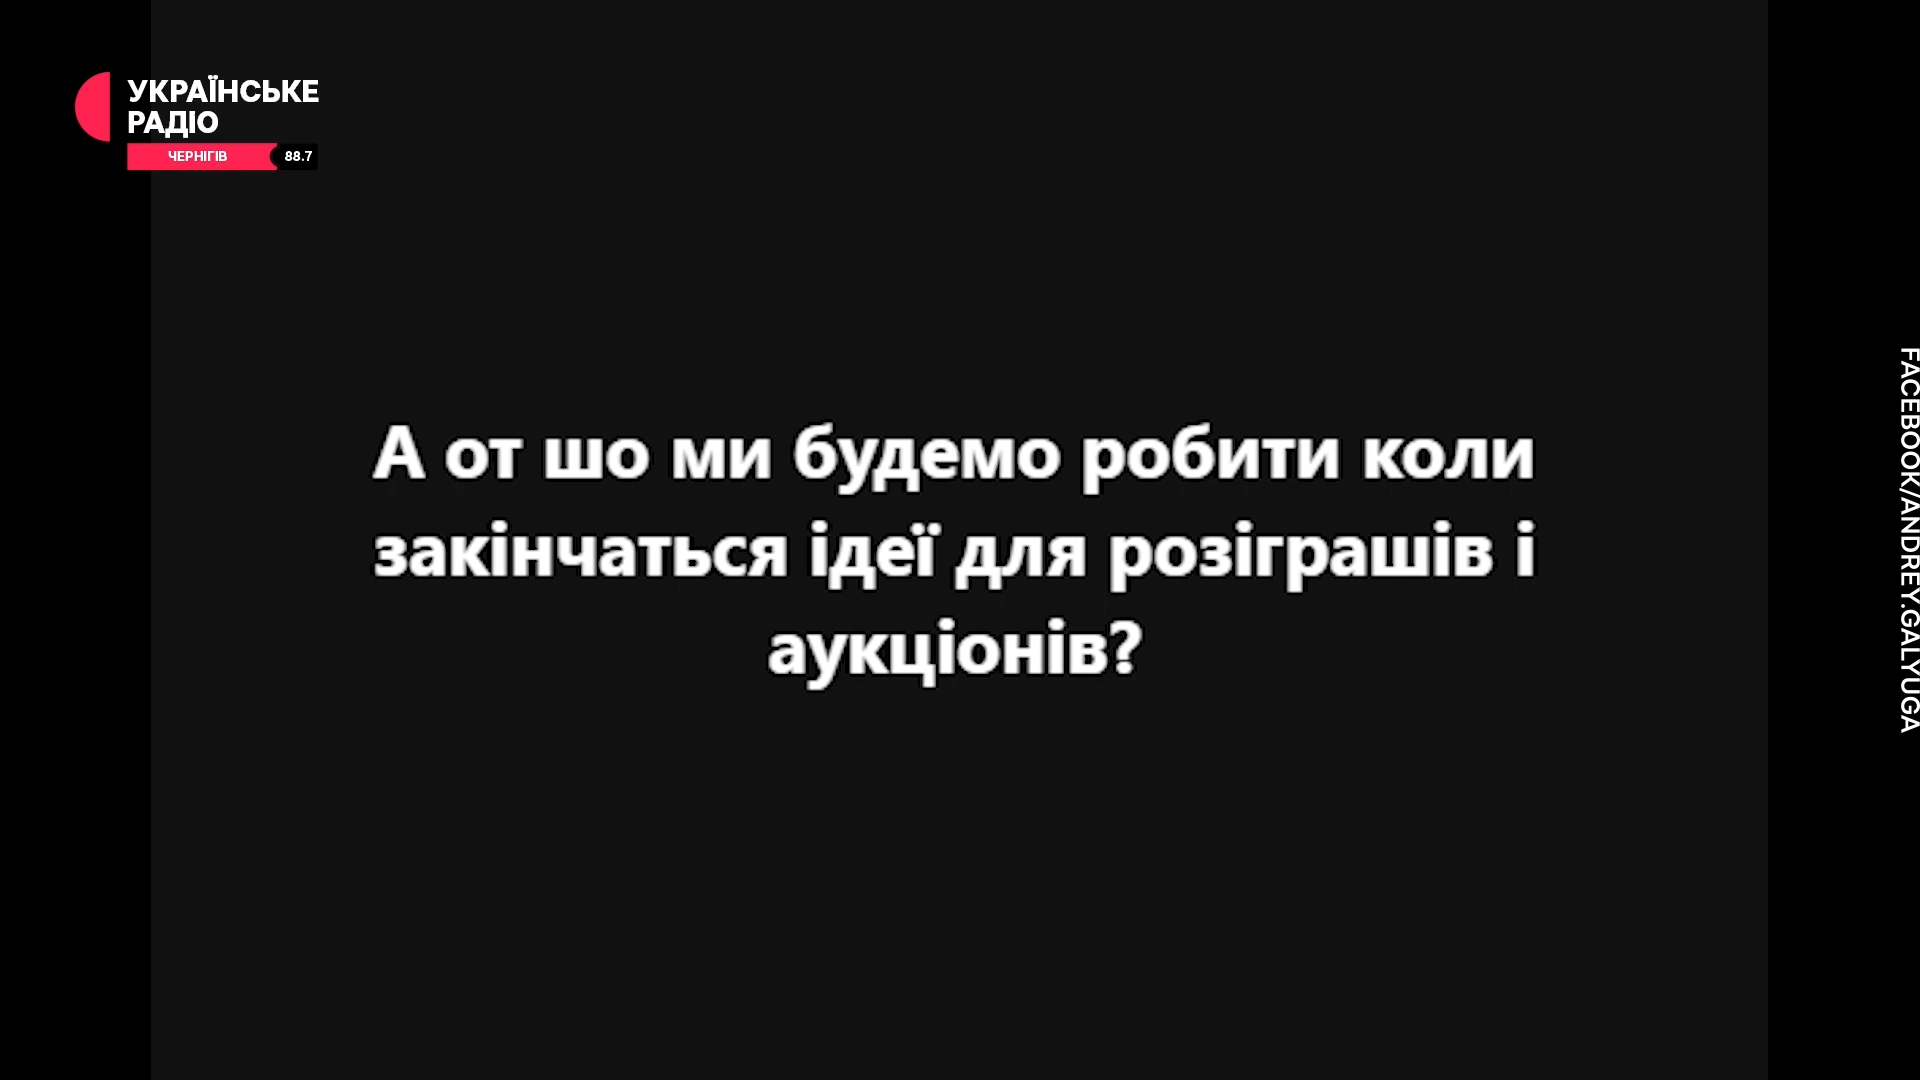 УКРАЇНСЬКЕ
РАДІО
ЧЕРНІГІВ 88.7
А от шо ми будемо робити коли
закінчаться ідеї для розіграшів і
аукціонів?
FACEBOOK/ANDREY.GALYUGA